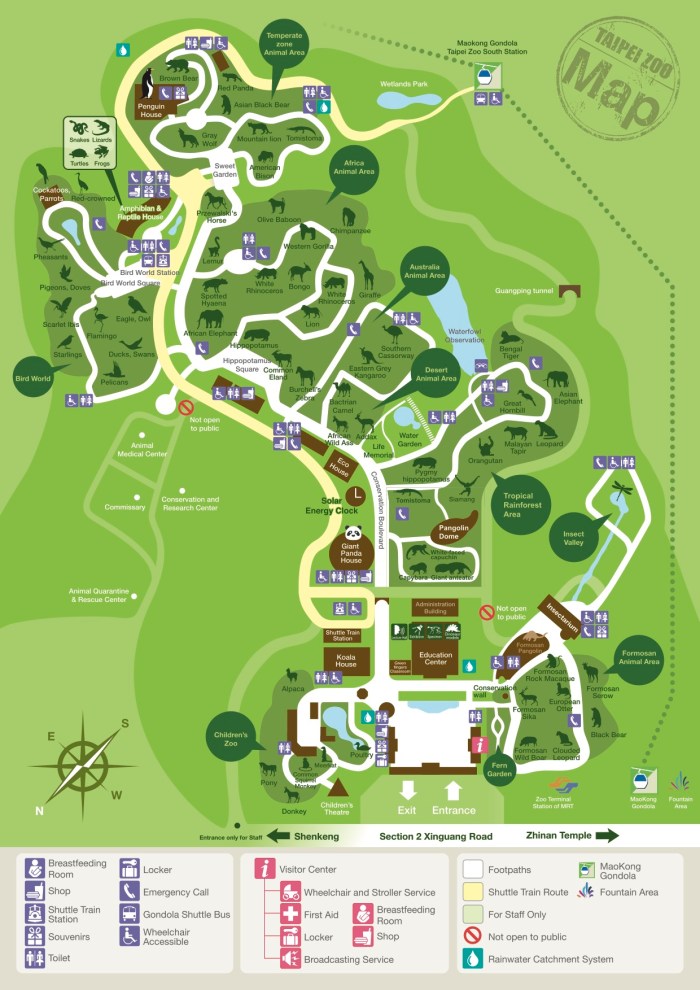 TAIPEI ZOO
Map
Maokong Gondola
Taipei Zoo South Station
Temperate
zone
Animal Area
Wetlands Park
Brown Bear
Red Panda
Asian Black Bear
Penguin
House
Gray
Wolf
Mountain lion
Tomistoma
American
Bison
Sweet
Garden
Snakes
Lizards
Turtles
Frogs
Cockatoos,
Parrots
Red-crowned
Amphibian &
Reptile House
Przewalski's
Horse
Africa
Animal Area
Olive Baboon
Chimpanzee
Western Gorilla
Lemur
Pheasants
Bird World Station
Bird World Square
Pigeons, Doves
Scarlet Ibis
Eagle, Owl
Flamingo
Starlings
Ducks, Swans
Pelicans
Bird World
Spotted
Hyaena
White
Rhinoceros
Bongo
White
Rhinoceros
Giraffe
African Elephant
Lion
Hippopotamus
Hippopotamus
Square
Common
Eland
Burchell's
Zebra
Australia
Animal Area
Southern
Cassorway
Eastern Grey
Kangaroo
Guangping tunnel
Waterfowl
Observation
Desert
Animal Area
Bactrian
Camel
African
Wild Ass
Addax
Life
Memorial
Water
Garden
Bengal
Tiger
Asian
Elephant
Great
Hornbill
Malayan
Tapir
Leopard
Orangutan
Pygmy
hippopotamus
Siamang
Tomistoma
Tropical
Rainforest
Area
Not open
to public
Animal
Medical Center
Commissary
Conservation and
Research Center
Animal Quarantine
& Rescue Center
Eco
House
Solar
Energy Clock
Conservation Boulevard
Pangolin
Dome
White-faced
capuchin
Capybara
Giant anteater
Giant
Panda
House
Insect
Valley
Shuttle Train
Station
Administration
Building
Not open
to public
Insectarium
Formosan
Pangolin
Koala
House
Education
Center
Conservation
wall
Formosan
Rock Macaque
Formosan
Animal Area
Formosan
Serow
European
Otter
Formosan
Sika
Black Bear
Formosan
Wild Boar
Clouded
Leopard
Fern
Garden
Alpaca
Children's
Zoo
Meerkat
Poultry
Common
Squirrel
Monkey
Pony
Donkey
Children's
Theatre
Exit
Entrance
Zoo Terminal
Station of MRT
MaoKong
Gondola
Fountain
Area
E
S
N
W
Entrance only for Staff
Shenkeng
Section 2 Xinguang Road
Zhinan Temple
Breastfeeding
Room
Shop
Shuttle Train
Station
Souvenirs
Toilet
Locker
Emergency Call
Gondola Shuttle Bus
Wheelchair
Accessible
Visitor Center
Wheelchair and Stroller Service
First Aid
Breastfeeding
Room
Locker
Shop
Broadcasting Service
Footpaths
Shuttle Train Route
For Staff Only
Not open to public
Rainwater Catchment System
MaoKong
Gondola
Fountain Area